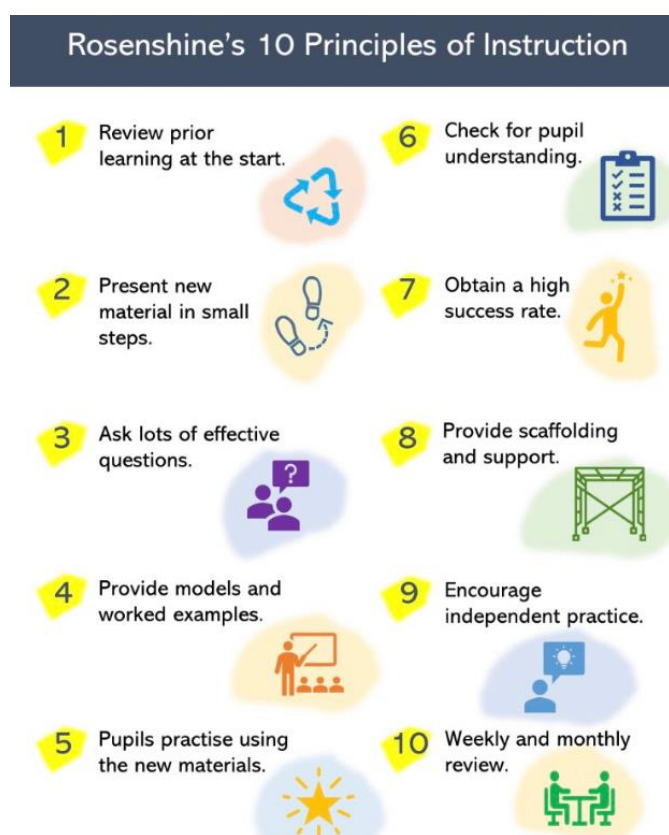 Rosenshine's 10 Principles of Instruction
1
Review prior
learning at the start.
2
Present new
material in small
steps.
3
Ask lots of effective
questions.
?
4
Provide models and
worked examples.
5
Pupils practise using
the new materials.
6
Check for pupil
understanding.
7
Obtain a high
success rate.
8
Provide scaffolding
and support.
9
Encourage
independent practice.
10
Weekly and monthly
review.